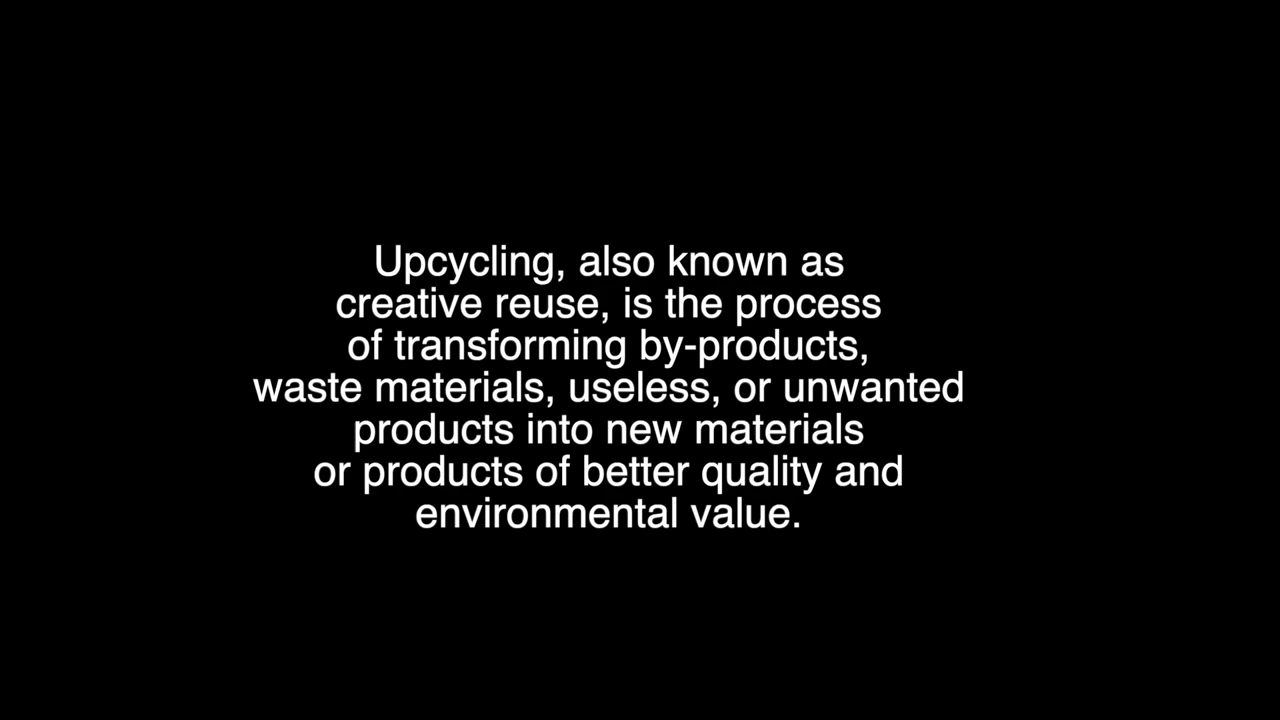 Upcycling, also known as
creative reuse, is the process
of transforming by-products,
waste materials, useless, or unwanted
products into new materials
or products of better quality and
environmental value.